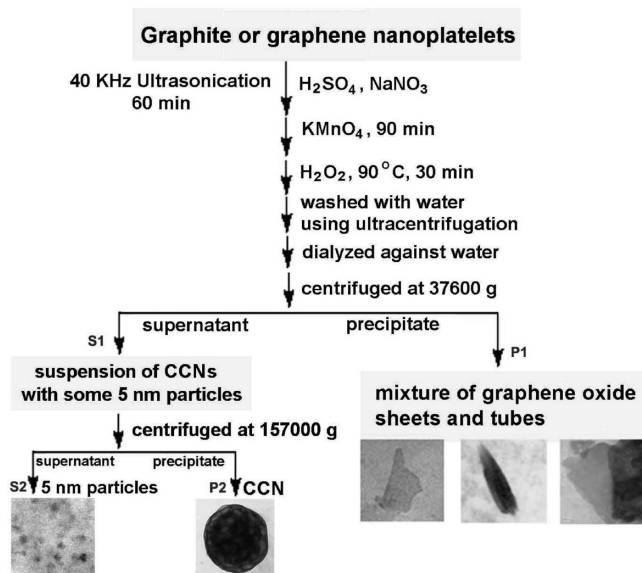 Graphite or graphene nanoplatelets
40 KHz Ultrasonication
60 min
H₂SO₄, NaNO₃
KMnO₄, 90 min
H₂O₂, 90°C, 30 min
washed with water
using ultracentrifugation
dialyzed against water
centrifuged at 37600 g
supernatant
precipitate
S1
P1
suspension of CCNs
with some 5 nm particles
mixture of graphene oxide
sheets and tubes
centrifuged at 157000 g
supernatant
precipitate
S2 5 nm particles
P2 CCN